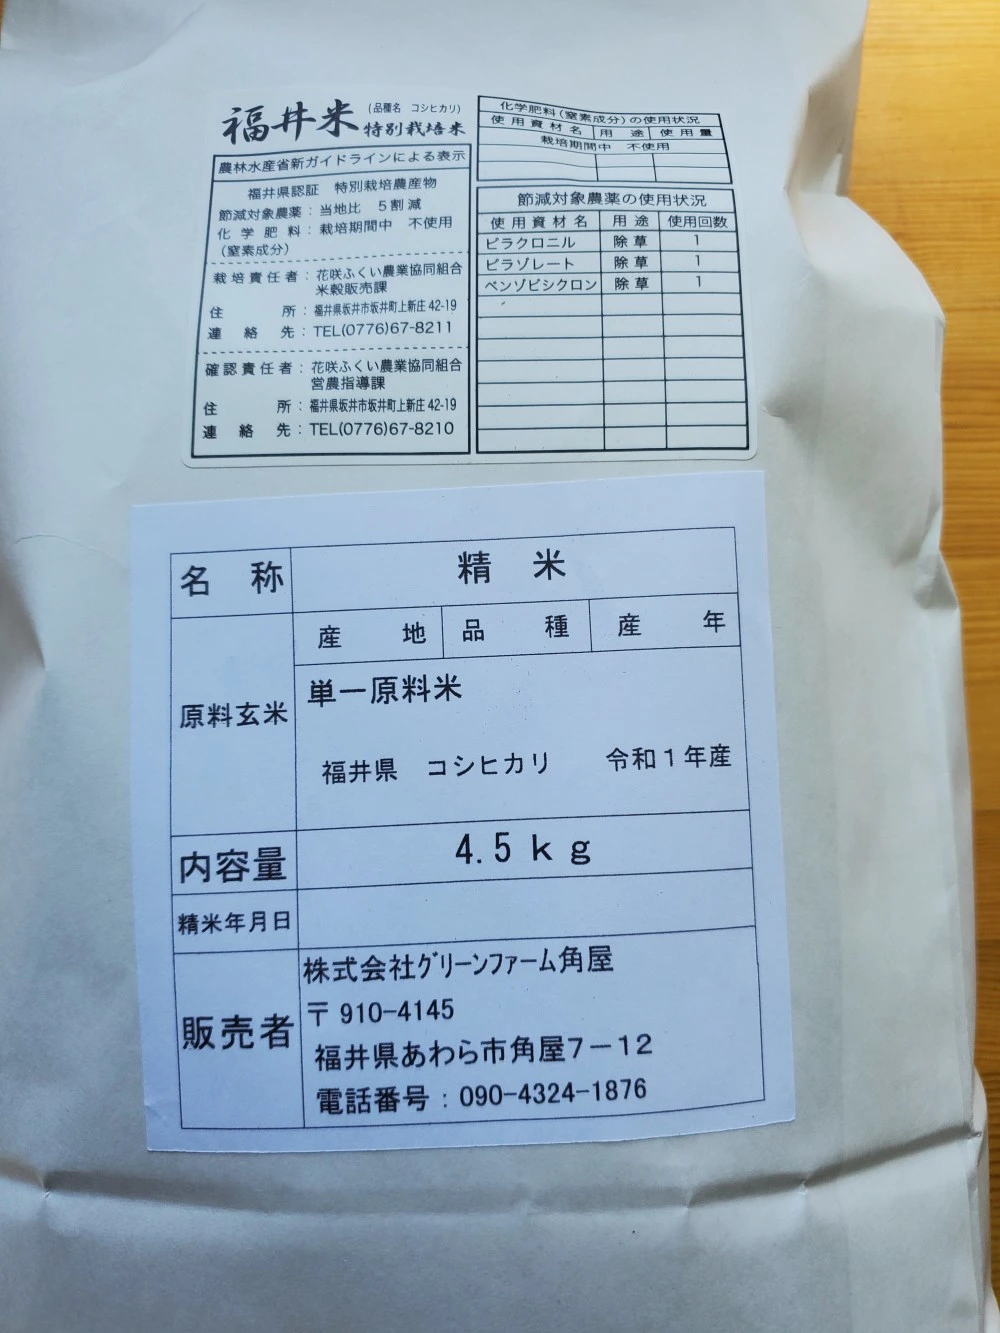 福井米 (品種名 コシヒカリ)
特別栽培米
農林水産省新ガイドラインによる表示
福井県認証 特別栽培農産物
節減対象農薬：当地比 5割減
化学肥料：栽培期間中 不使用
(窒素成分)
栽培責任者：花咲ふくい農業協同組合
米穀販売課
住所：福井県坂井市坂井町上新庄42-19
連絡先：TEL(0776)67-8211
確認責任者：花咲ふくい農業協同組合
営農指導課
住所：福井県坂井市坂井町上新庄42-19
連絡先：TEL(0776)67-8210
化学肥料(窒素成分)の使用状況
使用資材名 用途 使用量
栽培期間中 不使用
節減対象農薬の使用状況
使用資材名 用途 使用回数
ピラクロニル 除草 1
ピラゾレート 除草 1
ベンゾビシクロン 除草 1
名称 精米
産地 品種 産年
原料玄米
単一原料米
福井県 コシヒカリ 令和1年産
内容量 4.5kg
精米年月日
販売者
株式会社グリーンファーム角屋
〒910-4145
福井県あわら市角屋7－12
電話番号：090-4324-1876